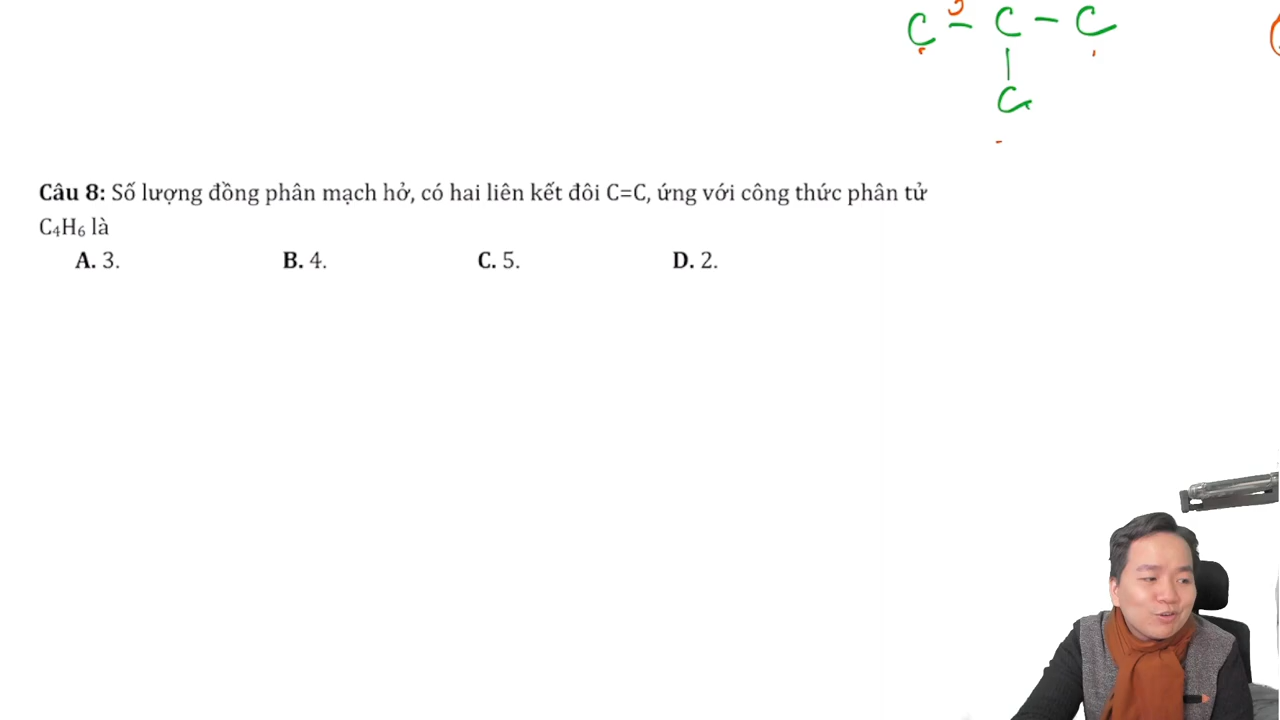 C = C - C
|
C
Câu 8: Số lượng đồng phân mạch hở, có hai liên kết đôi C=C, ứng với công thức phân tử
C₄H₆ là
A. 3. B. 4. C. 5. D. 2.